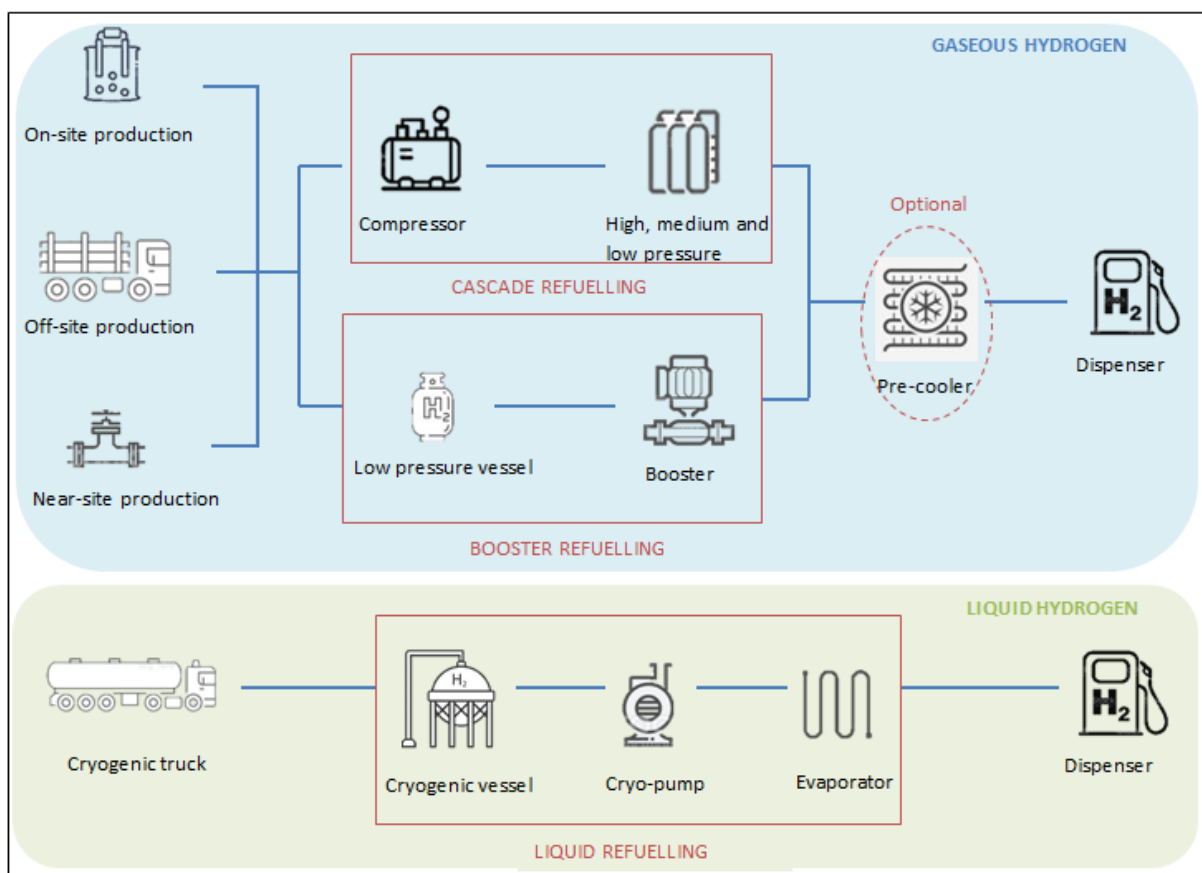 GASEOUS HYDROGEN
On-site production
Compressor
High, medium and
low pressure
CASCADE REFUELLING
Optional
Off-site production
Pre-cooler
H2
Dispenser
H2
Low pressure vessel
Booster
Near-site production
BOOSTER REFUELLING
LIQUID HYDROGEN
Cryogenic truck
H2
Cryogenic vessel
Cryo-pump
Evaporator
H2
Dispenser
LIQUID REFUELLING